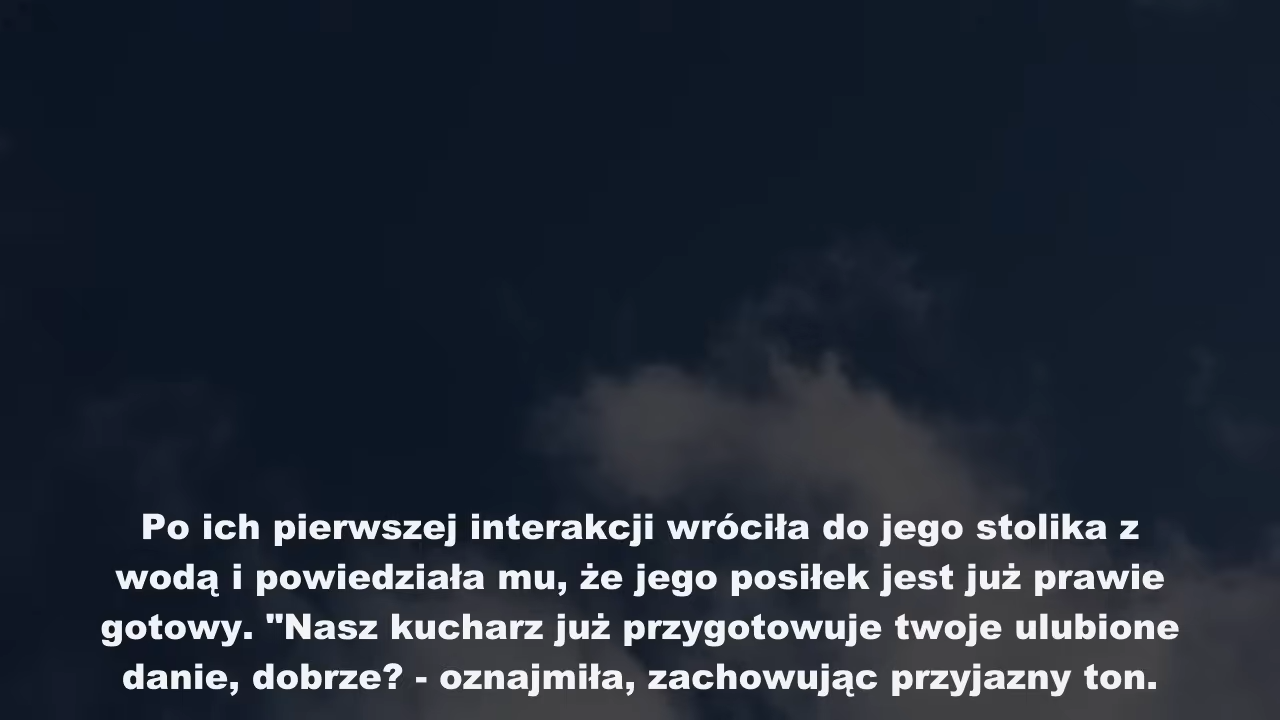 Po ich pierwszej interakcji wróciła do jego stolika z
wodą i powiedziała mu, że jego posiłek jest już prawie
gotowy. "Nasz kucharz już przygotowuje twoje ulubione
danie, dobrze? - oznajmiła, zachowując przyjazny ton.